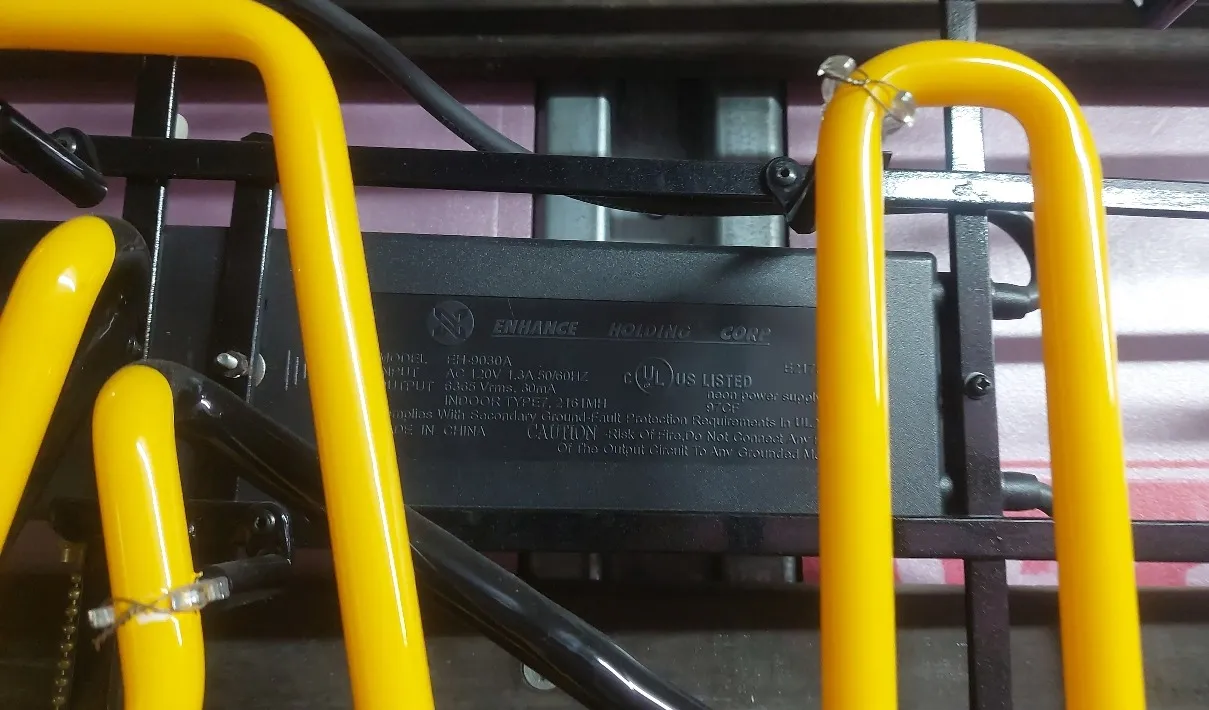 ENHANCE HOLDING CORP
MODEL EH-9030A
INPUT AC 120V 1.3A 50/60HZ
OUTPUT 6365 Vrms, 30mA
INDOOR TYPE7, 2161MH
C UL US LISTED
neon power supply
97CF
Complies With Secondary Ground-Fault Protection Requirements In UL
MADE IN CHINA
CAUTION -Risk Of Fire,Do Not Connect Any
Of The Output Circuit To Any Grounded